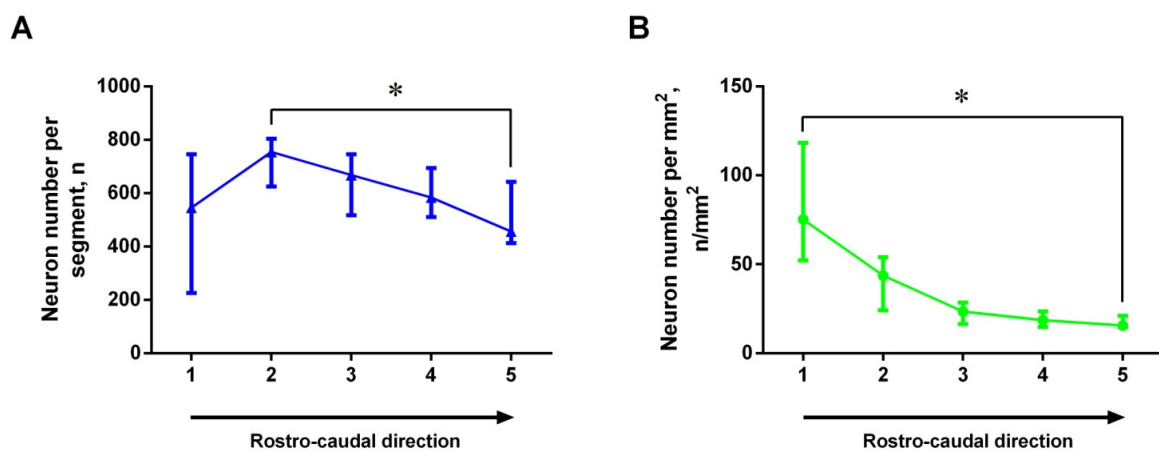 A
Neuron number per
segment, n
1000
800
600
400
200
0
*
1 2 3 4 5
Rostro-caudal direction
B
Neuron number per mm²,
n/mm²
150
100
50
0
*
1 2 3 4 5
Rostro-caudal direction